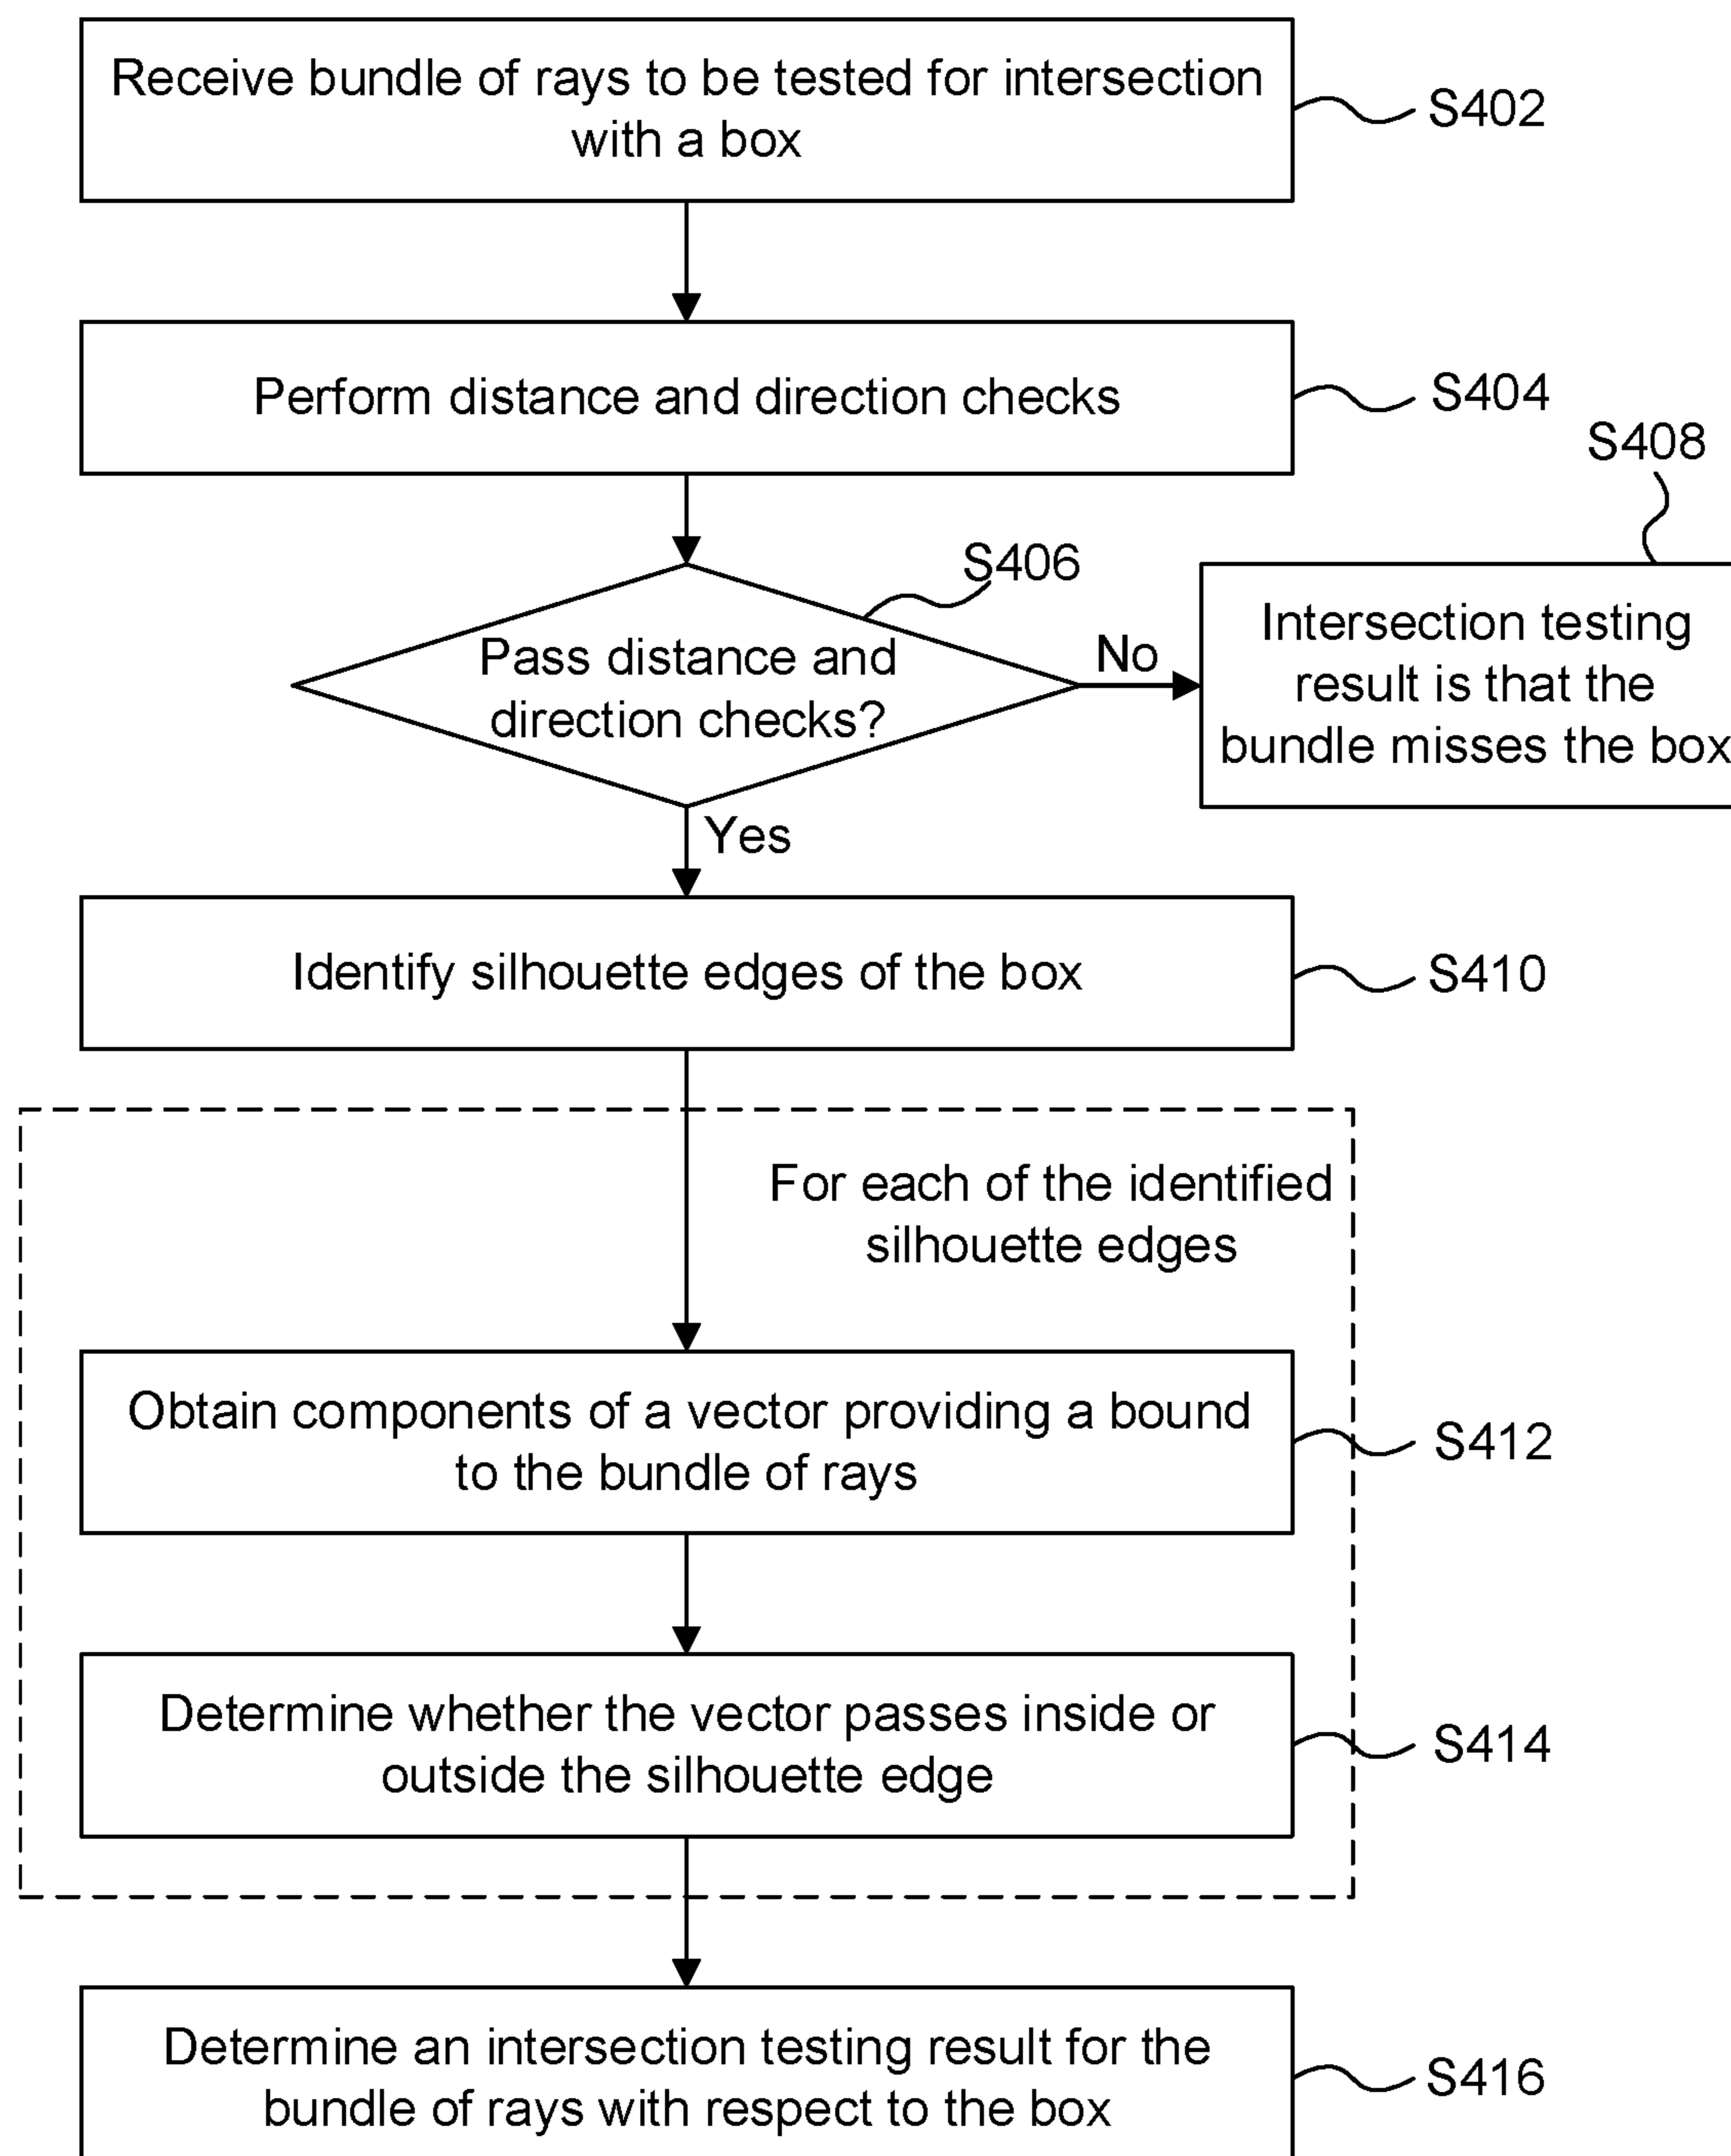 Receive bundle of rays to be tested for intersection
with a box
S402
Perform distance and direction checks
S404
S408
S406
Pass distance and
direction checks?
No
Intersection testing
result is that the
bundle misses the box
Yes
Identify silhouette edges of the box
S410
For each of the identified
silhouette edges
Obtain components of a vector providing a bound
to the bundle of rays
S412
Determine whether the vector passes inside or
outside the silhouette edge
S414
Determine an intersection testing result for the
bundle of rays with respect to the box
S416